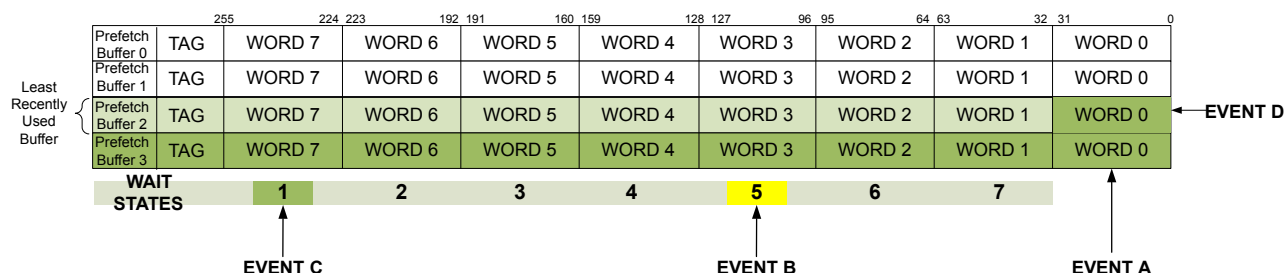 255 224 223 192 191 160 159 128 127 96 95 64 63 32 31 0
Prefetch Buffer 0 TAG WORD 7 WORD 6 WORD 5 WORD 4 WORD 3 WORD 2 WORD 1 WORD 0
Prefetch Buffer 1 TAG WORD 7 WORD 6 WORD 5 WORD 4 WORD 3 WORD 2 WORD 1 WORD 0
Least Recently Used Buffer
Prefetch Buffer 2 TAG WORD 7 WORD 6 WORD 5 WORD 4 WORD 3 WORD 2 WORD 1 WORD 0 EVENT D
Prefetch Buffer 3 TAG WORD 7 WORD 6 WORD 5 WORD 4 WORD 3 WORD 2 WORD 1 WORD 0
WAIT STATES 1 2 3 4 5 6 7
EVENT C EVENT B EVENT A